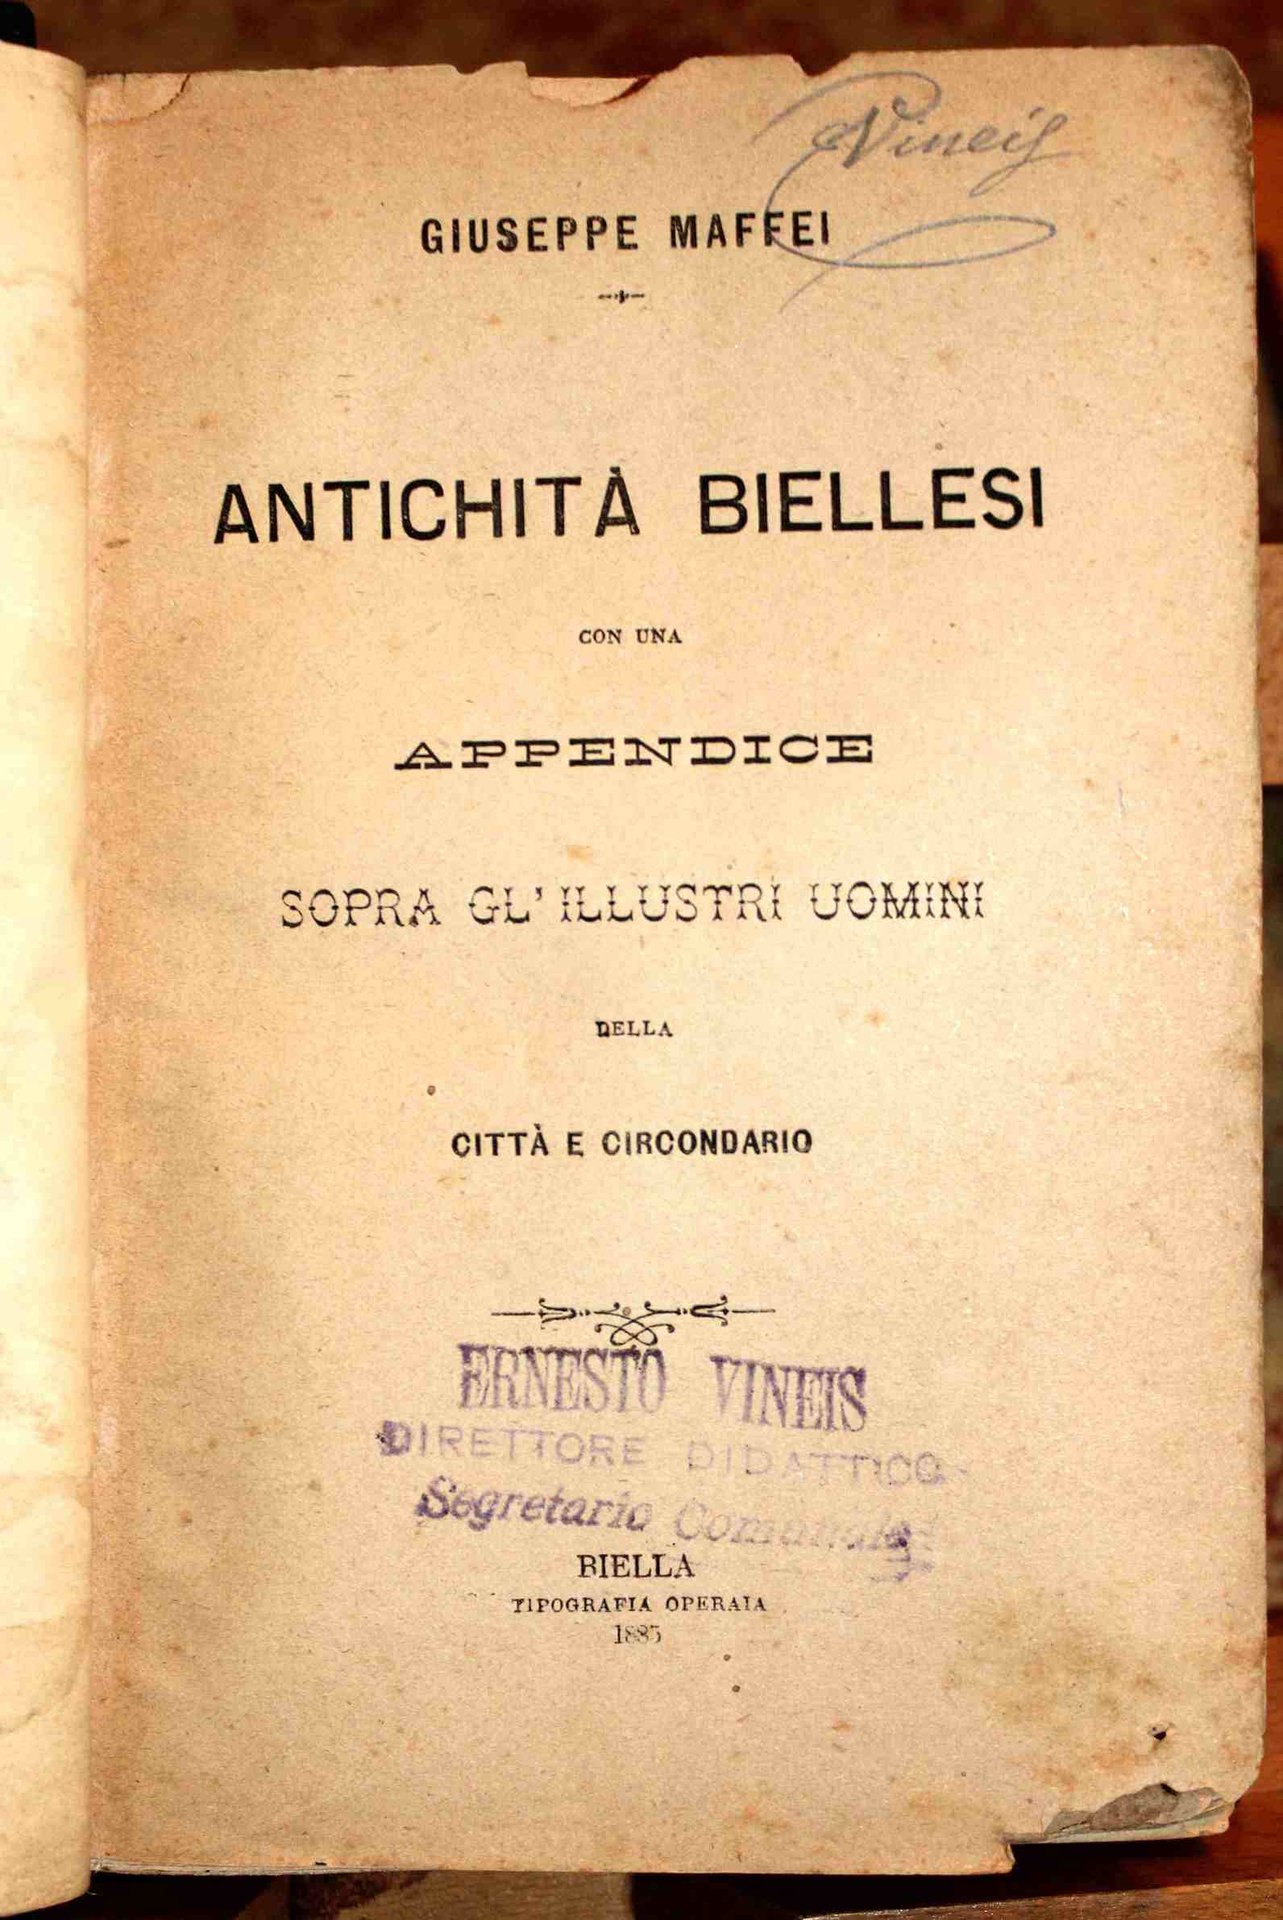 Vineis
GIUSEPPE MAFFEI
ANTICHITÀ BIELLESI
CON UNA
APPENDICE
SOPRA GL' ILLUSTRI UOMINI
DELLA
CITTÀ E CIRCONDARIO
ERNESTO VINEIS
DIRETTORE DIDATTICO
Segretario Comunale
BIELLA
TIPOGRAFIA OPERAIA
1885